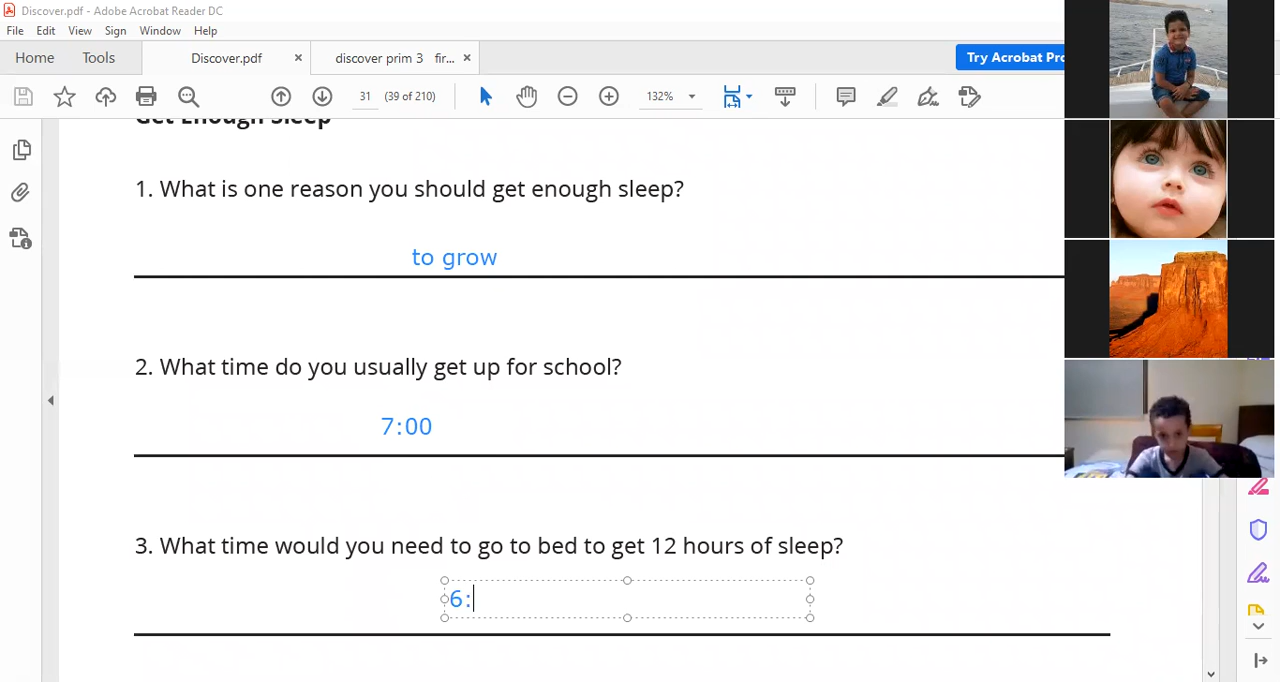 Discover.pdf - Adobe Acrobat Reader DC
File Edit View Sign Window Help
Home Tools Discover.pdf × discover prim 3 fir... × Try Acrobat Pro
31 (39 of 210) 132%
Get Enough Sleep
1. What is one reason you should get enough sleep?
to grow
2. What time do you usually get up for school?
7:00
3. What time would you need to go to bed to get 12 hours of sleep?
6: